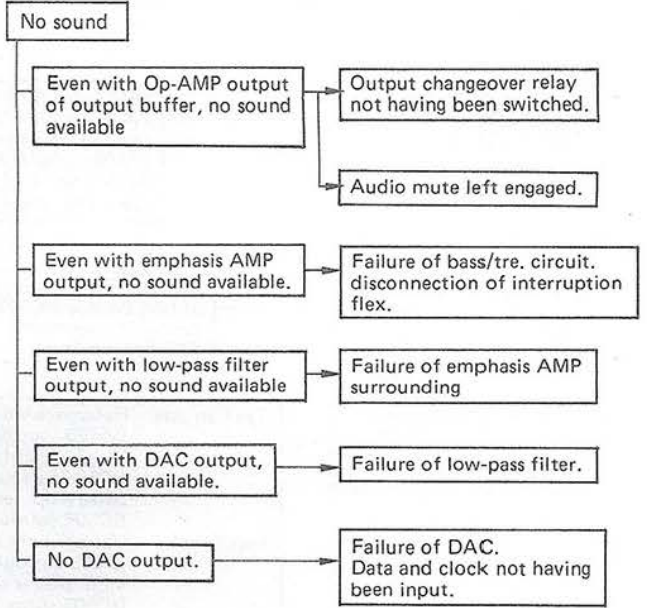 No sound
Even with Op-AMP output
of output buffer, no sound
available
Output changeover relay
not having been switched.
Audio mute left engaged.
Even with emphasis AMP
output, no sound available.
Failure of bass/tre. circuit.
disconnection of interruption
flex.
Even with low-pass filter
output, no sound available
Failure of emphasis AMP
surrounding
Even with DAC output,
no sound available.
Failure of low-pass filter.
No DAC output.
Failure of DAC.
Data and clock not having
been input.